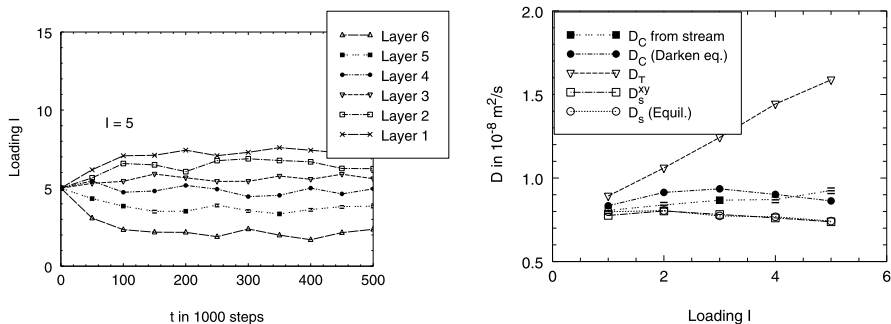 15
10
5
0
Loading I
I = 5
Layer 6
Layer 5
Layer 4
Layer 3
Layer 2
Layer 1
0 100 200 300 400 500
t in 1000 steps
2.0
1.5
1.0
0.5
D in 10⁻⁸ m²/s
D_C from stream
D_C (Darken eq.)
D_T
D_s^xy
D_s (Equil.)
0 2 4 6
Loading I